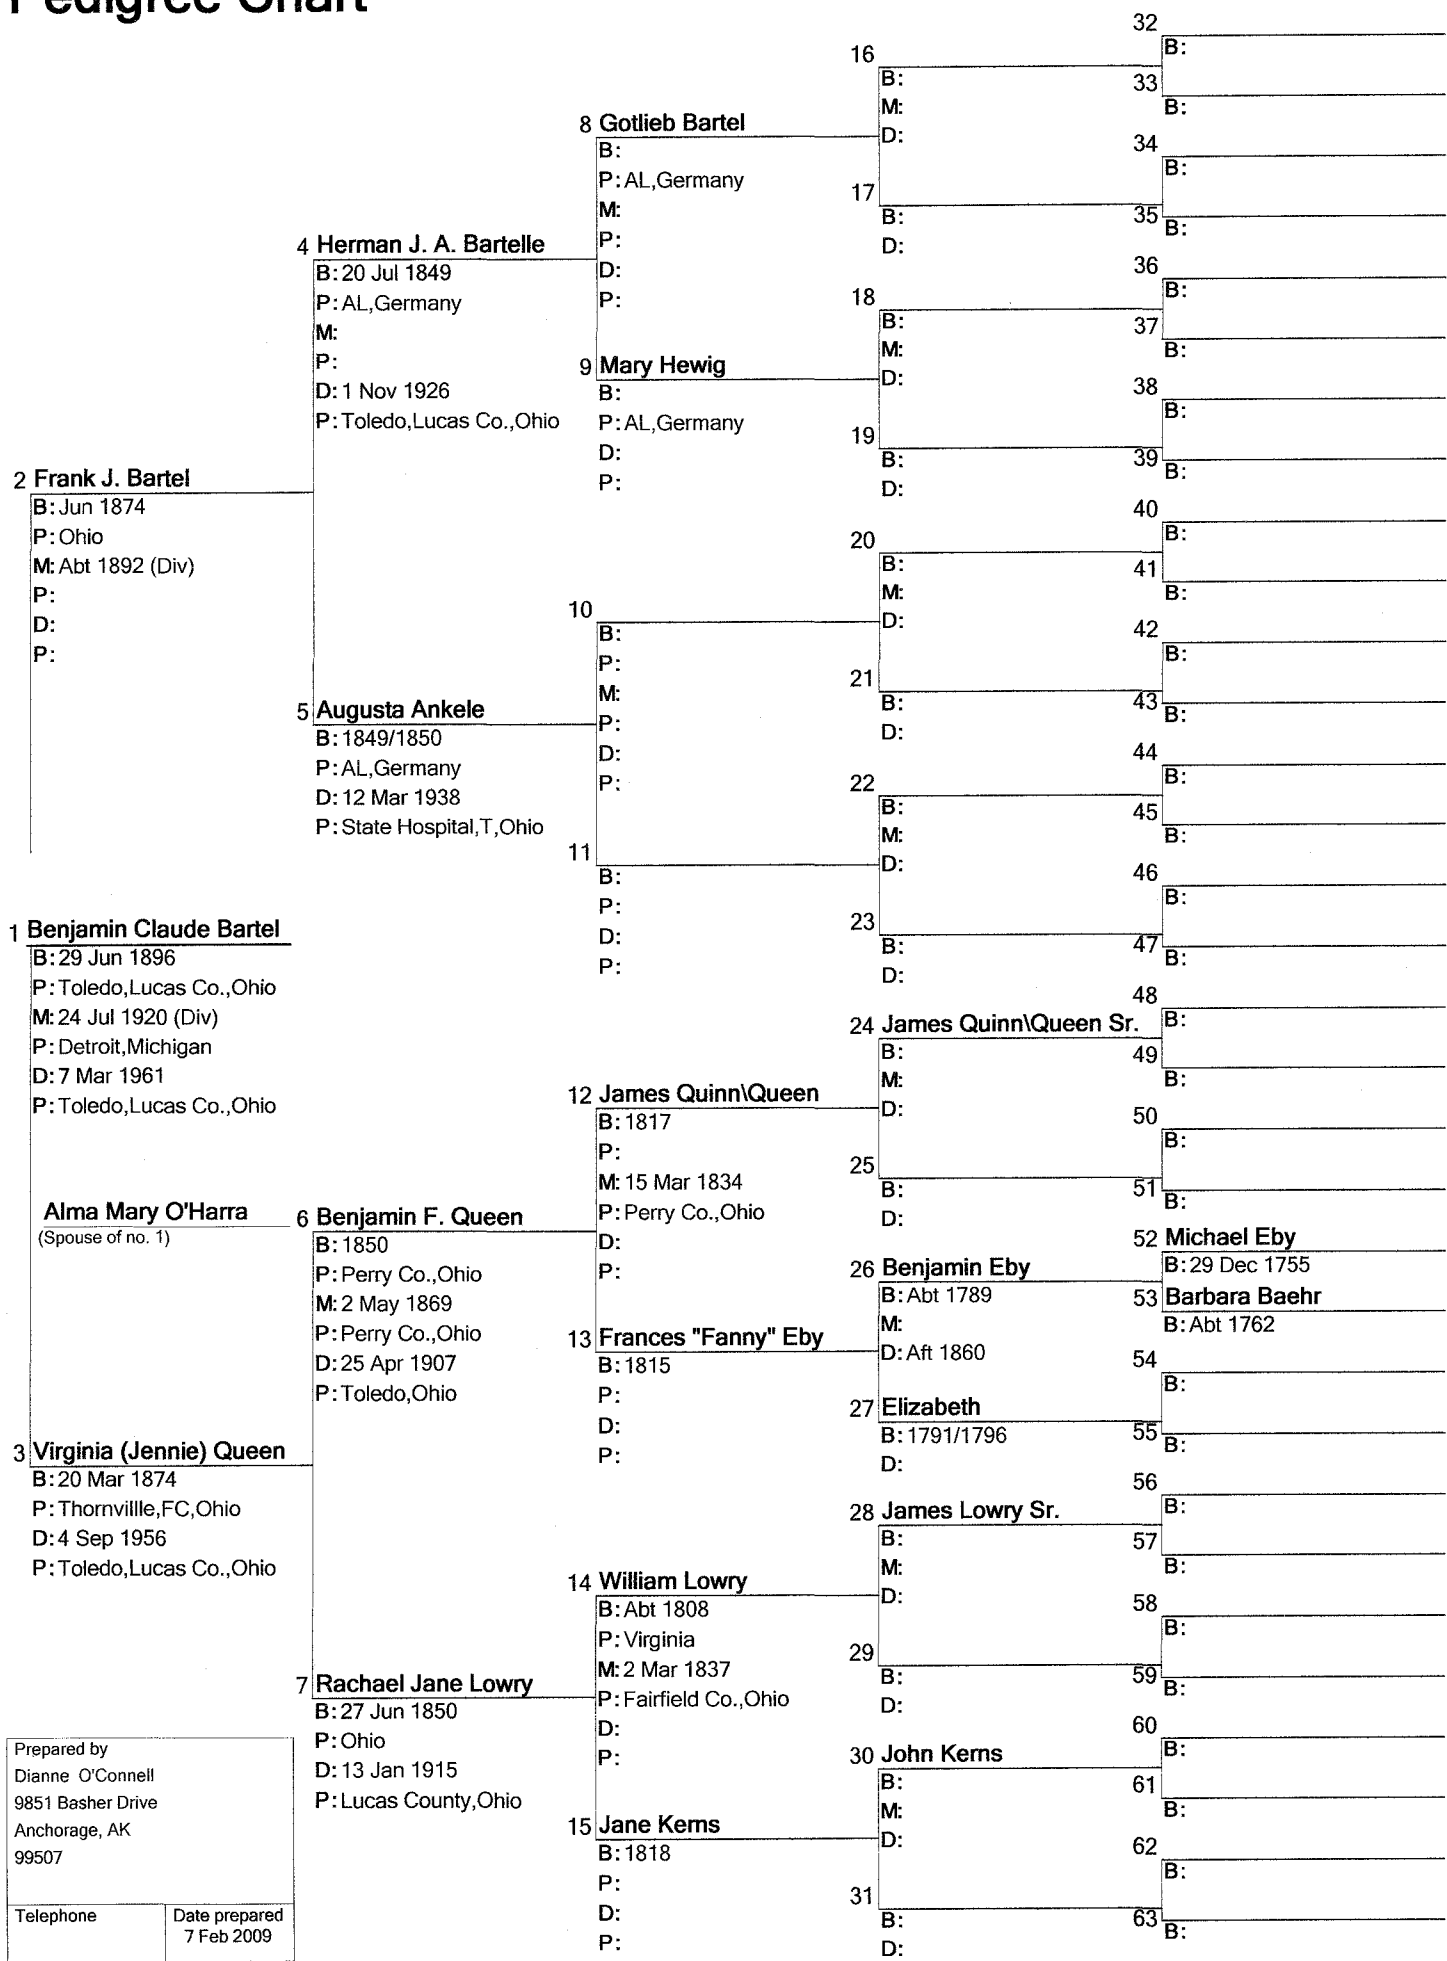 Pedigree Chart
1 Benjamin Claude Bartel
B: 29 Jun 1896
P: Toledo,Lucas Co.,Ohio
M: 24 Jul 1920 (Div)
P: Detroit,Michigan
D: 7 Mar 1961
P: Toledo,Lucas Co.,Ohio
Alma Mary O'Harra
(Spouse of no. 1)
2 Frank J. Bartel
B: Jun 1874
P: Ohio
M: Abt 1892 (Div)
P:
D:
P:
3 Virginia (Jennie) Queen
B: 20 Mar 1874
P: Thornvillle,FC,Ohio
D: 4 Sep 1956
P: Toledo,Lucas Co.,Ohio
4 Herman J. A. Bartelle
B: 20 Jul 1849
P: AL,Germany
M:
P:
D: 1 Nov 1926
P: Toledo,Lucas Co.,Ohio
5 Augusta Ankele
B: 1849/1850
P: AL,Germany
D: 12 Mar 1938
P: State Hospital,T,Ohio
6 Benjamin F. Queen
B: 1850
P: Perry Co.,Ohio
M: 2 May 1869
P: Perry Co.,Ohio
D: 25 Apr 1907
P: Toledo,Ohio
7 Rachael Jane Lowry
B: 27 Jun 1850
P: Ohio
D: 13 Jan 1915
P: Lucas County,Ohio
8 Gotlieb Bartel
B:
P: AL,Germany
M:
P:
D:
P:
9 Mary Hewig
B:
P: AL,Germany
D:
P:
10
B:
P:
M:
P:
D:
P:
11
B:
P:
D:
P:
12 James Quinn\Queen
B: 1817
P:
M: 15 Mar 1834
P: Perry Co.,Ohio
D:
P:
13 Frances "Fanny" Eby
B: 1815
P:
D:
P:
14 William Lowry
B: Abt 1808
P: Virginia
M: 2 Mar 1837
P: Fairfield Co.,Ohio
D:
P:
15 Jane Kerns
B: 1818
P:
D:
P:
16
B:
M:
D:
17
B:
D:
18
B:
M:
D:
19
B:
D:
20
B:
M:
D:
21
B:
D:
22
B:
M:
D:
23
B:
D:
24 James Quinn\Queen Sr.
B:
M:
D:
25
B:
D:
26 Benjamin Eby
B: Abt 1789
M:
D: Aft 1860
27 Elizabeth
B: 1791/1796
D:
28 James Lowry Sr.
B:
M:
D:
29
B:
D:
30 John Kerns
B:
M:
D:
31
B:
D:
32
B:
33
B:
34
B:
35
B:
36
B:
37
B:
38
B:
39
B:
40
B:
41
B:
42
B:
43
B:
44
B:
45
B:
46
B:
47
B:
48
B:
49
B:
50
B:
51
B:
52 Michael Eby
B: 29 Dec 1755
53 Barbara Baehr
B: Abt 1762
54
B:
55
B:
56
B:
57
B:
58
B:
59
B:
60
B:
61
B:
62
B:
63
B:
Prepared by
Dianne O'Connell
9851 Basher Drive
Anchorage, AK
99507
Telephone
Date prepared
7 Feb 2009